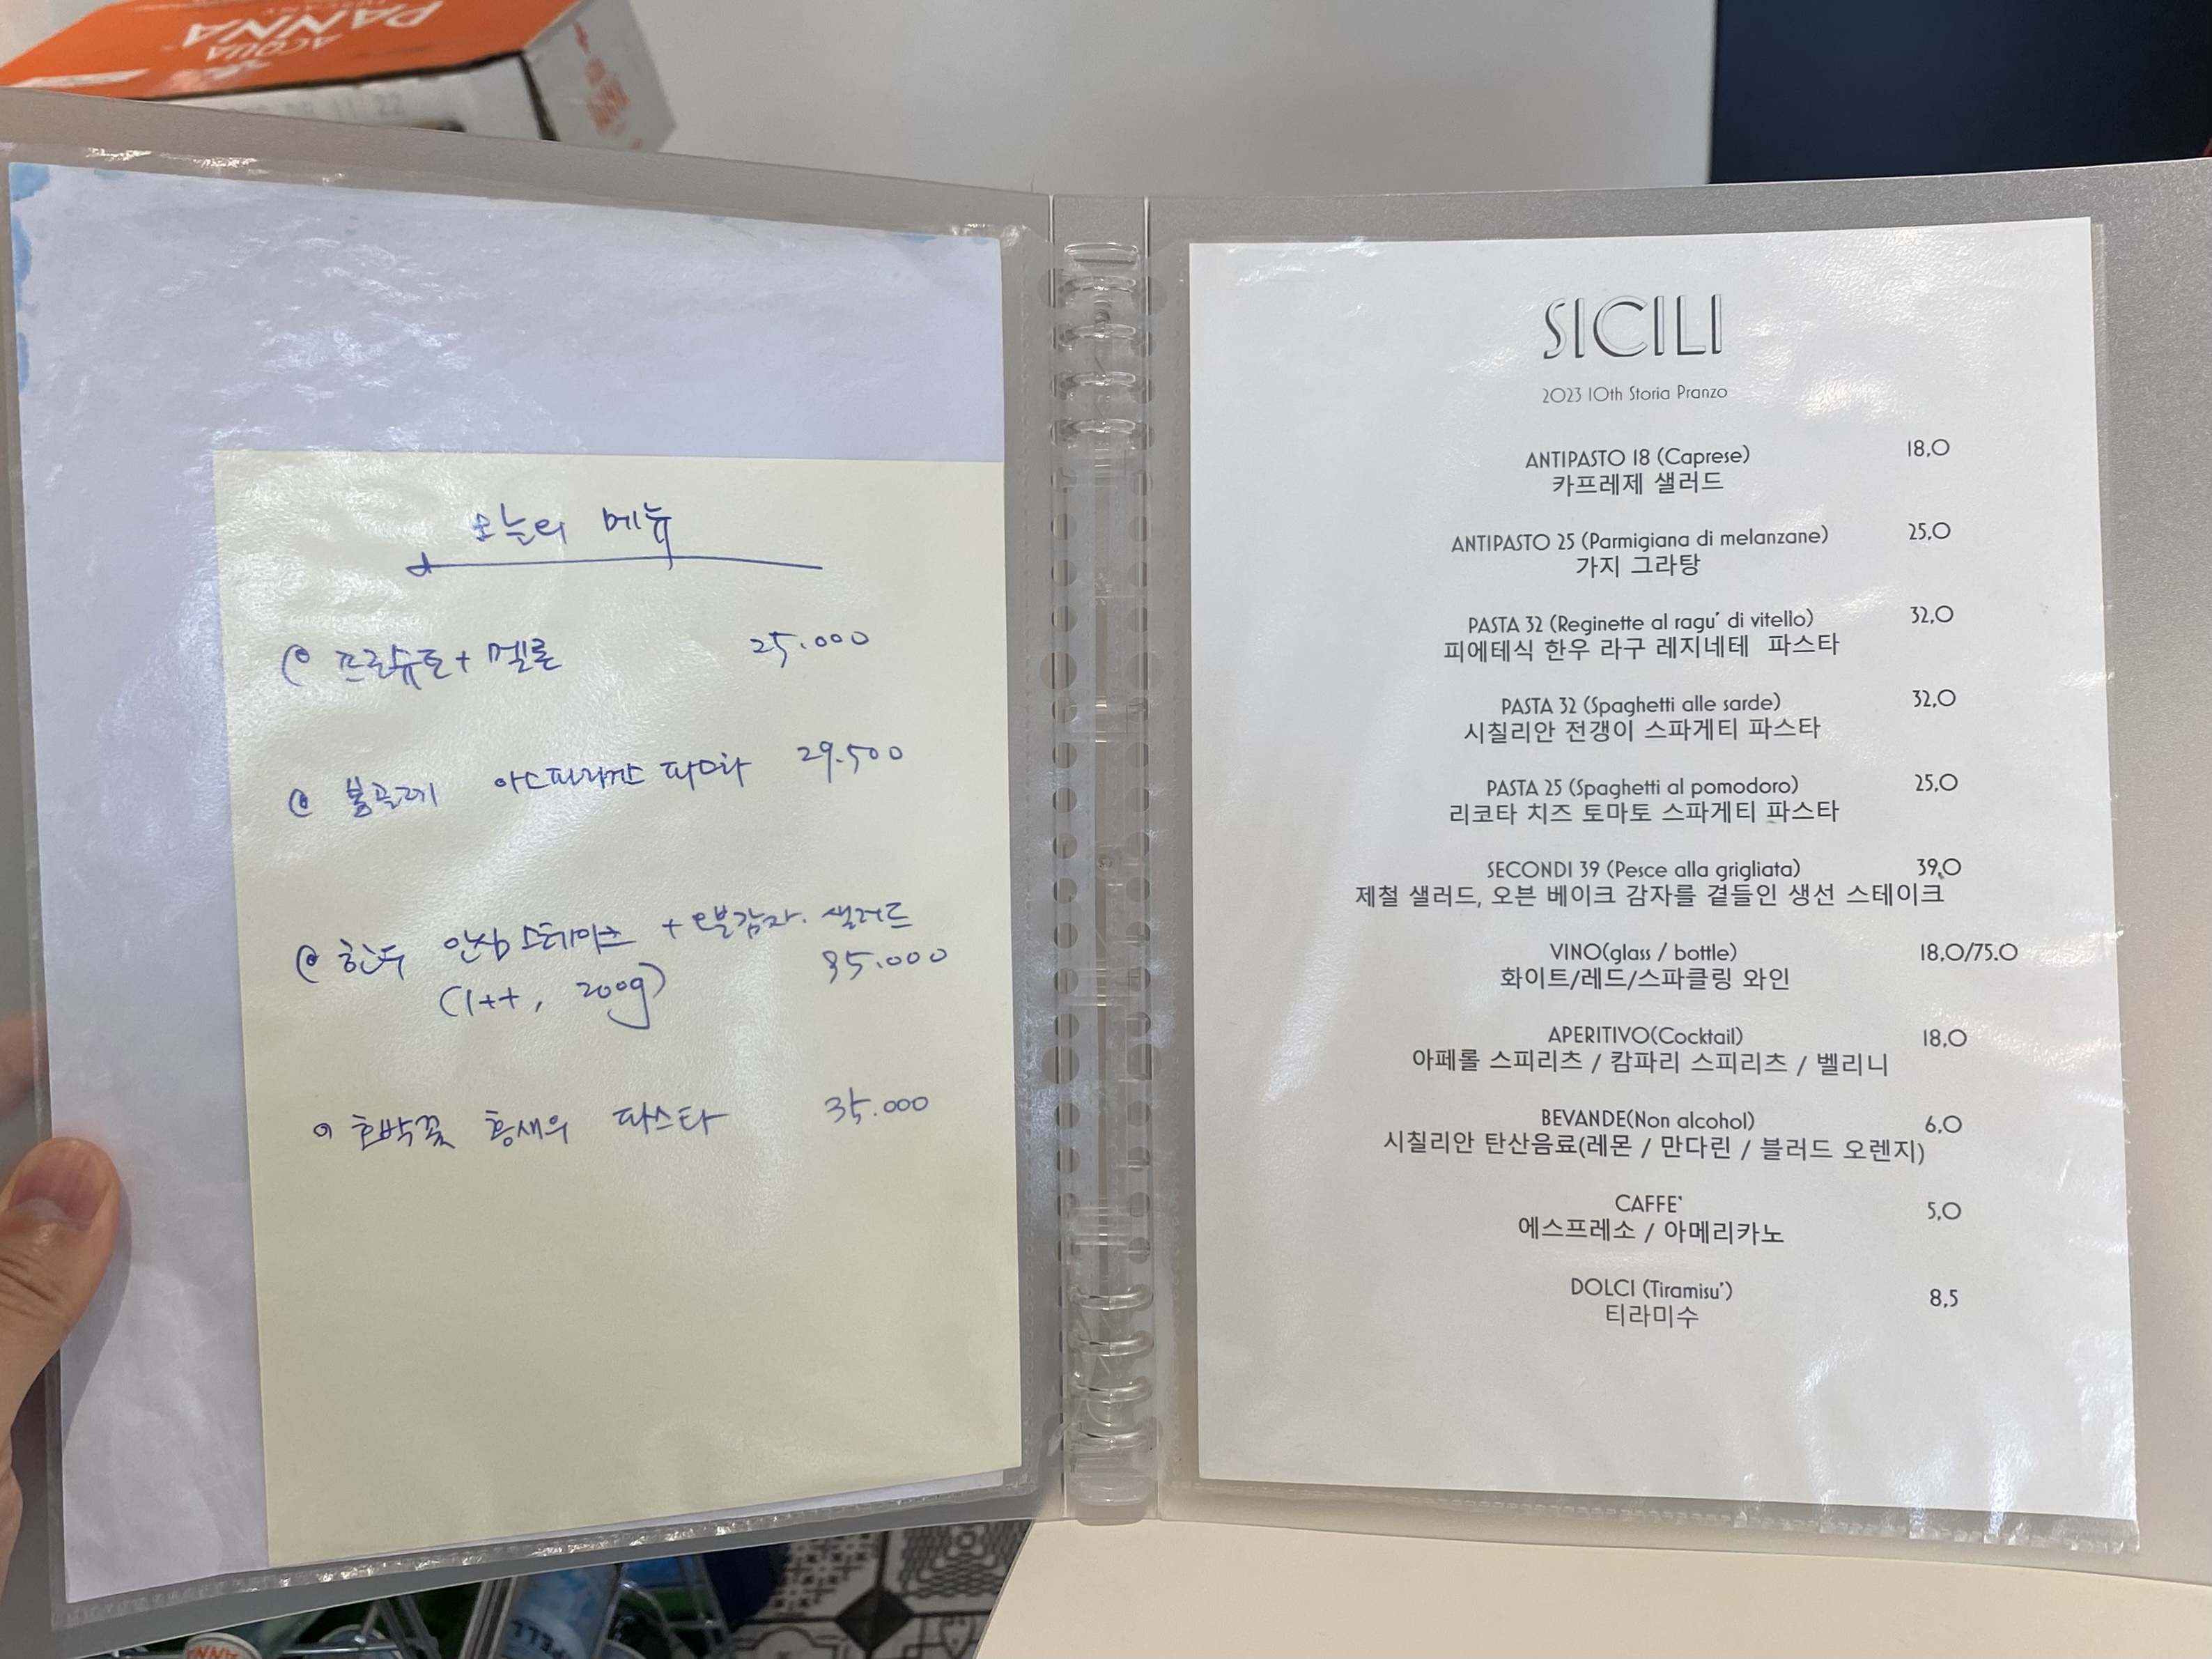 ACQUA
PANNA
TUSCANY
오늘의 메뉴
프로슈토 + 멜론 25.000
봉골레 아스파라거스 파스타 29.500
한우 안심 스테이크 + 오븐감자. 샐러드
(1++, 200g) 85.000
호박꽃 홍새우 파스타 35.000
SICILI
2023 10th Storia Pranzo
ANTIPASTO 18 (Caprese) 18,0
카프레제 샐러드
ANTIPASTO 25 (Parmigiana di melanzane) 25,0
가지 그라탕
PASTA 32 (Reginette al ragu' di vitello) 32,0
피에테식 한우 라구 레지네테 파스타
PASTA 32 (Spaghetti alle sarde) 32,0
시칠리안 전갱이 스파게티 파스타
PASTA 25 (Spaghetti al pomodoro) 25,0
리코타 치즈 토마토 스파게티 파스타
SECONDI 39 (Pesce alla grigliata) 39,0
제철 샐러드, 오븐 베이크 감자를 곁들인 생선 스테이크
VINO(glass / bottle) 18,0/75.0
화이트/레드/스파클링 와인
APERITIVO(Cocktail) 18,0
아페롤 스피리츠 / 캄파리 스피리츠 / 벨리니
BEVANDE(Non alcohol) 6,0
시칠리안 탄산음료(레몬 / 만다린 / 블러드 오렌지)
CAFFE' 5,0
에스프레소 / 아메리카노
DOLCI (Tiramisu') 8,5
티라미수